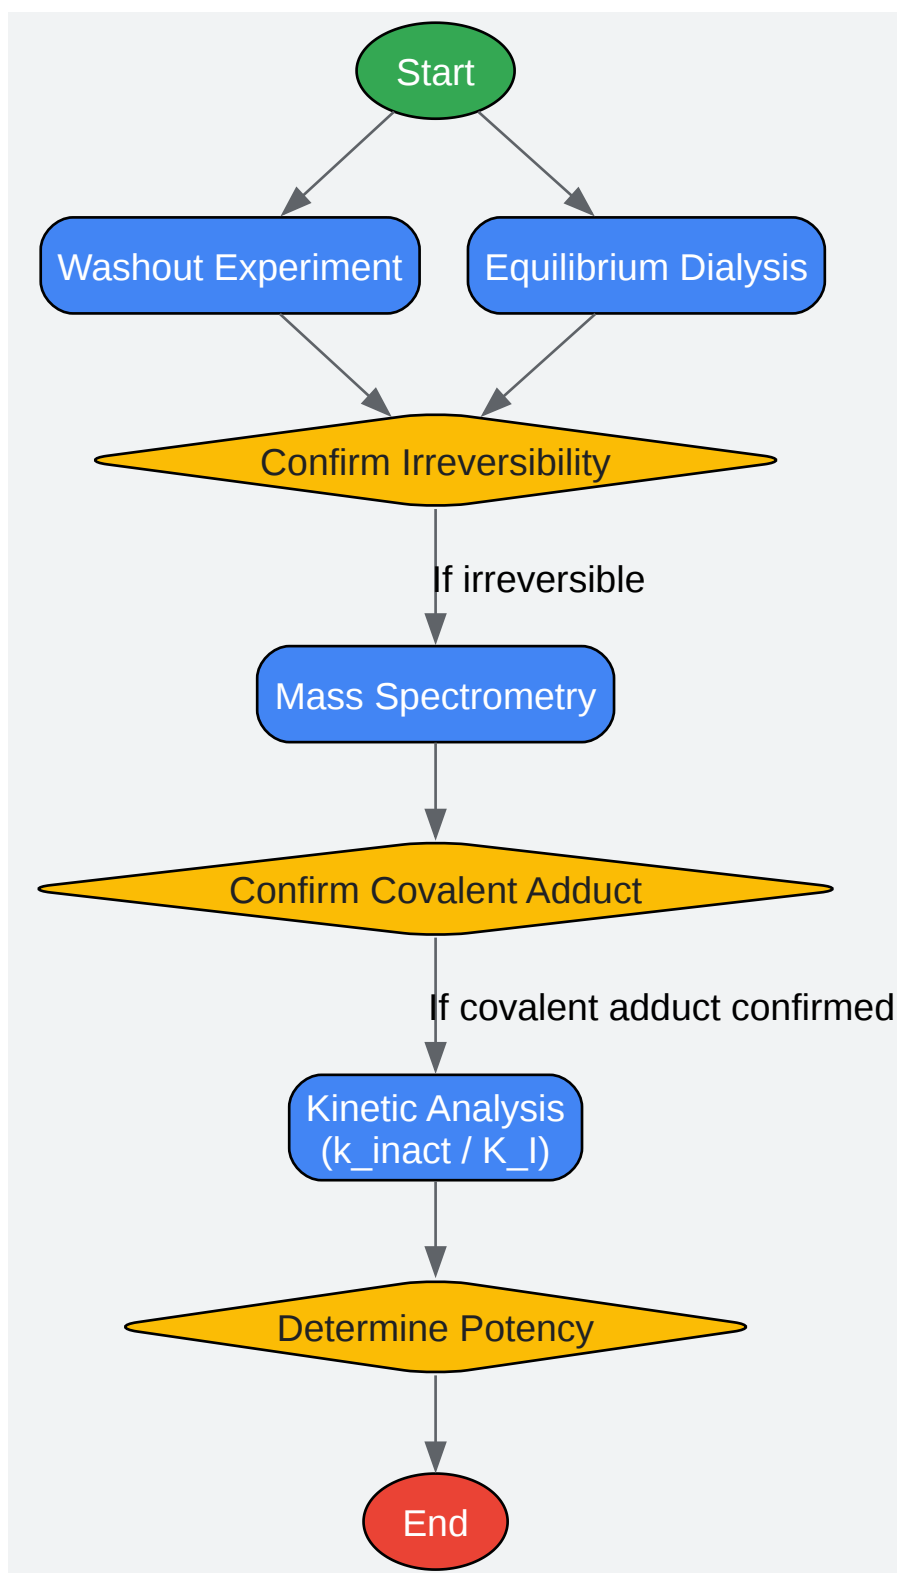 Start
Washout Experiment
Equilibrium Dialysis
Confirm Irreversibility
If irreversible
Mass Spectrometry
Confirm Covalent Adduct
If covalent adduct confirmed
Kinetic Analysis
(k_inact / K_I)
Determine Potency
End